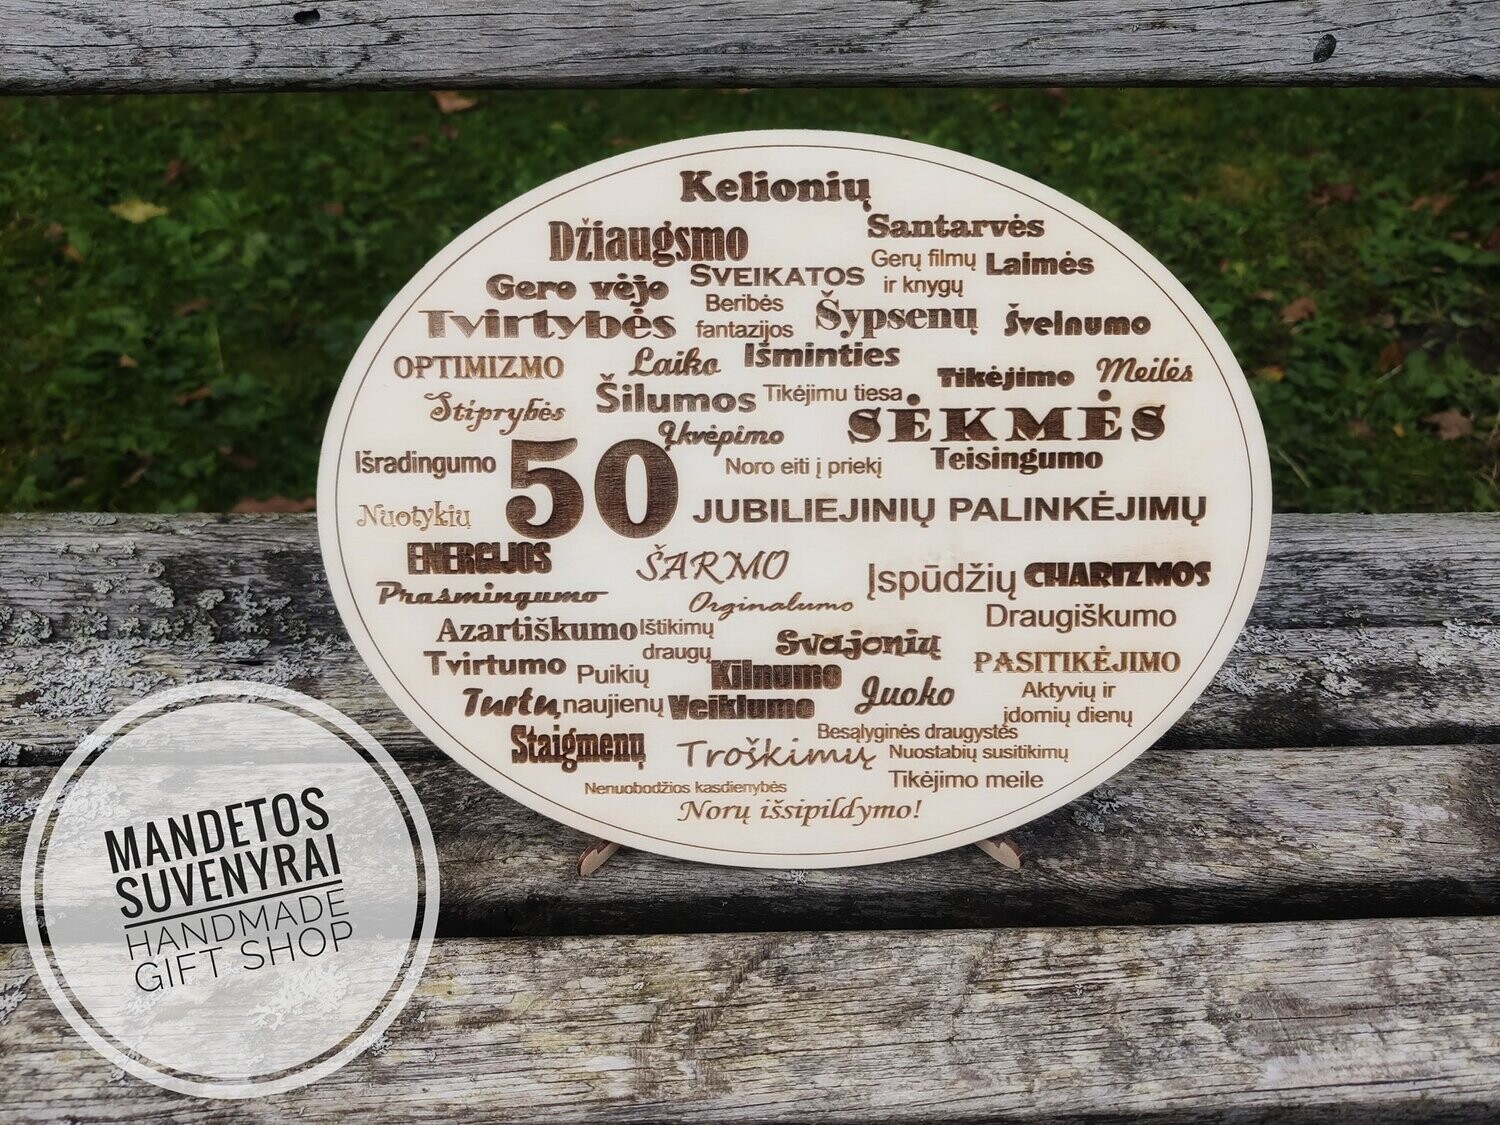 Kelionių
Džiaugsmo
Santarvės
Gerų filmų
ir knygų
Laimės
Gero vėjo
SVEIKATOS
Tvirtybės
Beribės
fantazijos
Šypsenų
Švelnumo
OPTIMIZMO
Laiko
Išminties
Tikėjimo
Meilės
Stiprybės
Šilumos
Tikėjimu tiesa
SĖKMĖS
Įkvėpimo
Išradingumo
Noro eiti į priekį
Teisingumo
Nuotykių
50
JUBILIEJINIŲ PALINKĖJIMŲ
ENERGIJOS
ŠARMO
Įspūdžių
CHARIZMOS
Prasmingumo
Orginalumo
Draugiškumo
Azartiškumo
Ištikimų
draugų
Svajonių
PASITIKĖJIMO
Tvirtumo
Puikių
naujienų
Kilnumo
Juoko
Aktyvių ir
įdomių dienų
Turtų
Veiklumo
Staigmenų
Troškimų
Besąlyginės draugystės
Nuostabių susitikimų
Tikėjimo meile
Nenuobodžios kasdienybės
Norų išsipildymo!
MANDETOS
SUVENYRAI
HANDMADE
GIFT SHOP